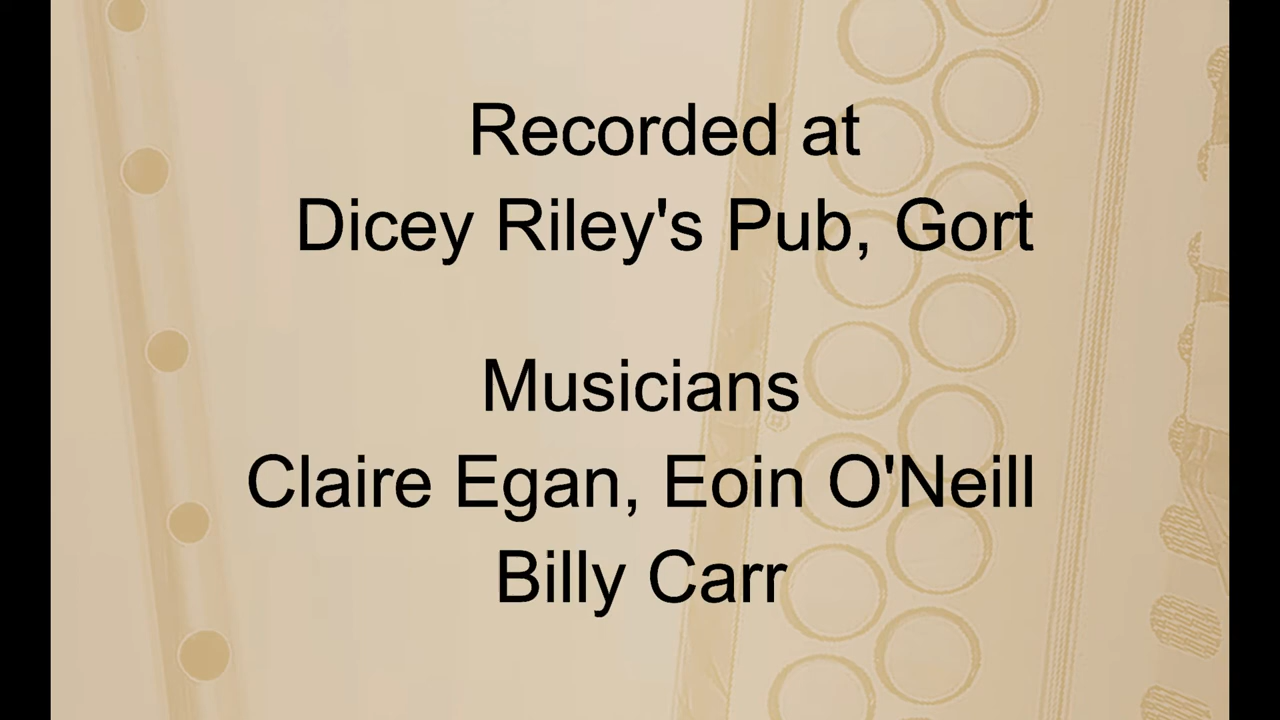 Recorded at
Dicey Riley's Pub, Gort
Musicians
Claire Egan, Eoin O'Neill
Billy Carr